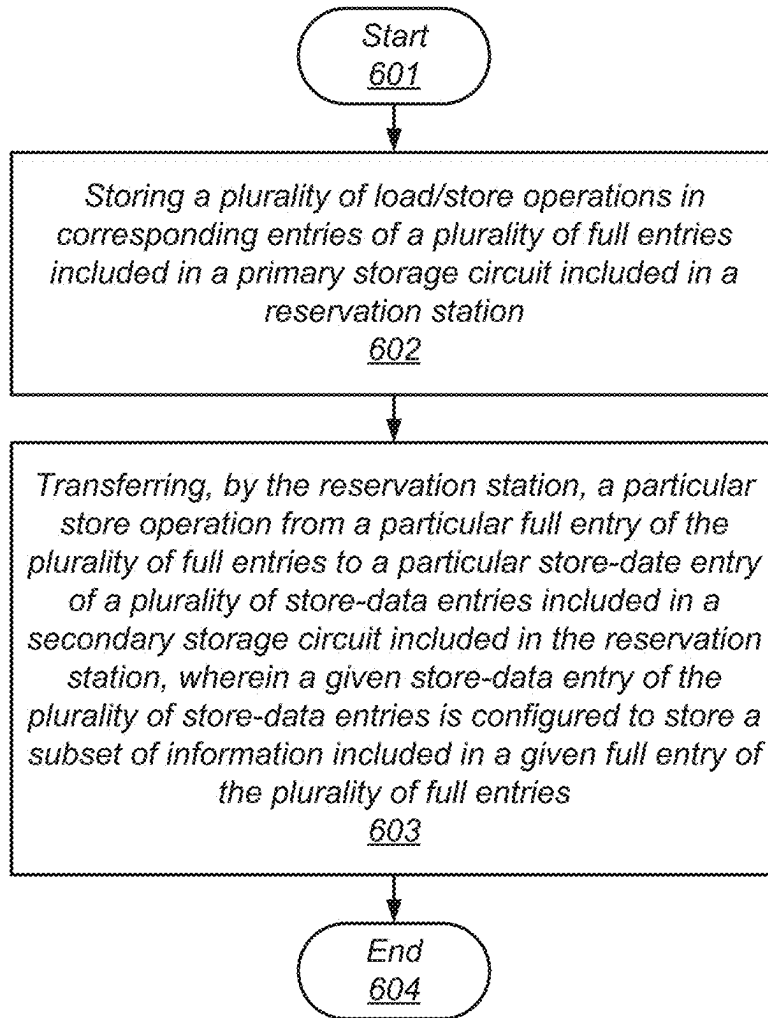 Start
601
Storing a plurality of load/store operations in
corresponding entries of a plurality of full entries
included in a primary storage circuit included in a
reservation station
602
Transferring, by the reservation station, a particular
store operation from a particular full entry of the
plurality of full entries to a particular store-date entry
of a plurality of store-data entries included in a
secondary storage circuit included in the reservation
station, wherein a given store-data entry of the
plurality of store-data entries is configured to store a
subset of information included in a given full entry of
the plurality of full entries
603
End
604